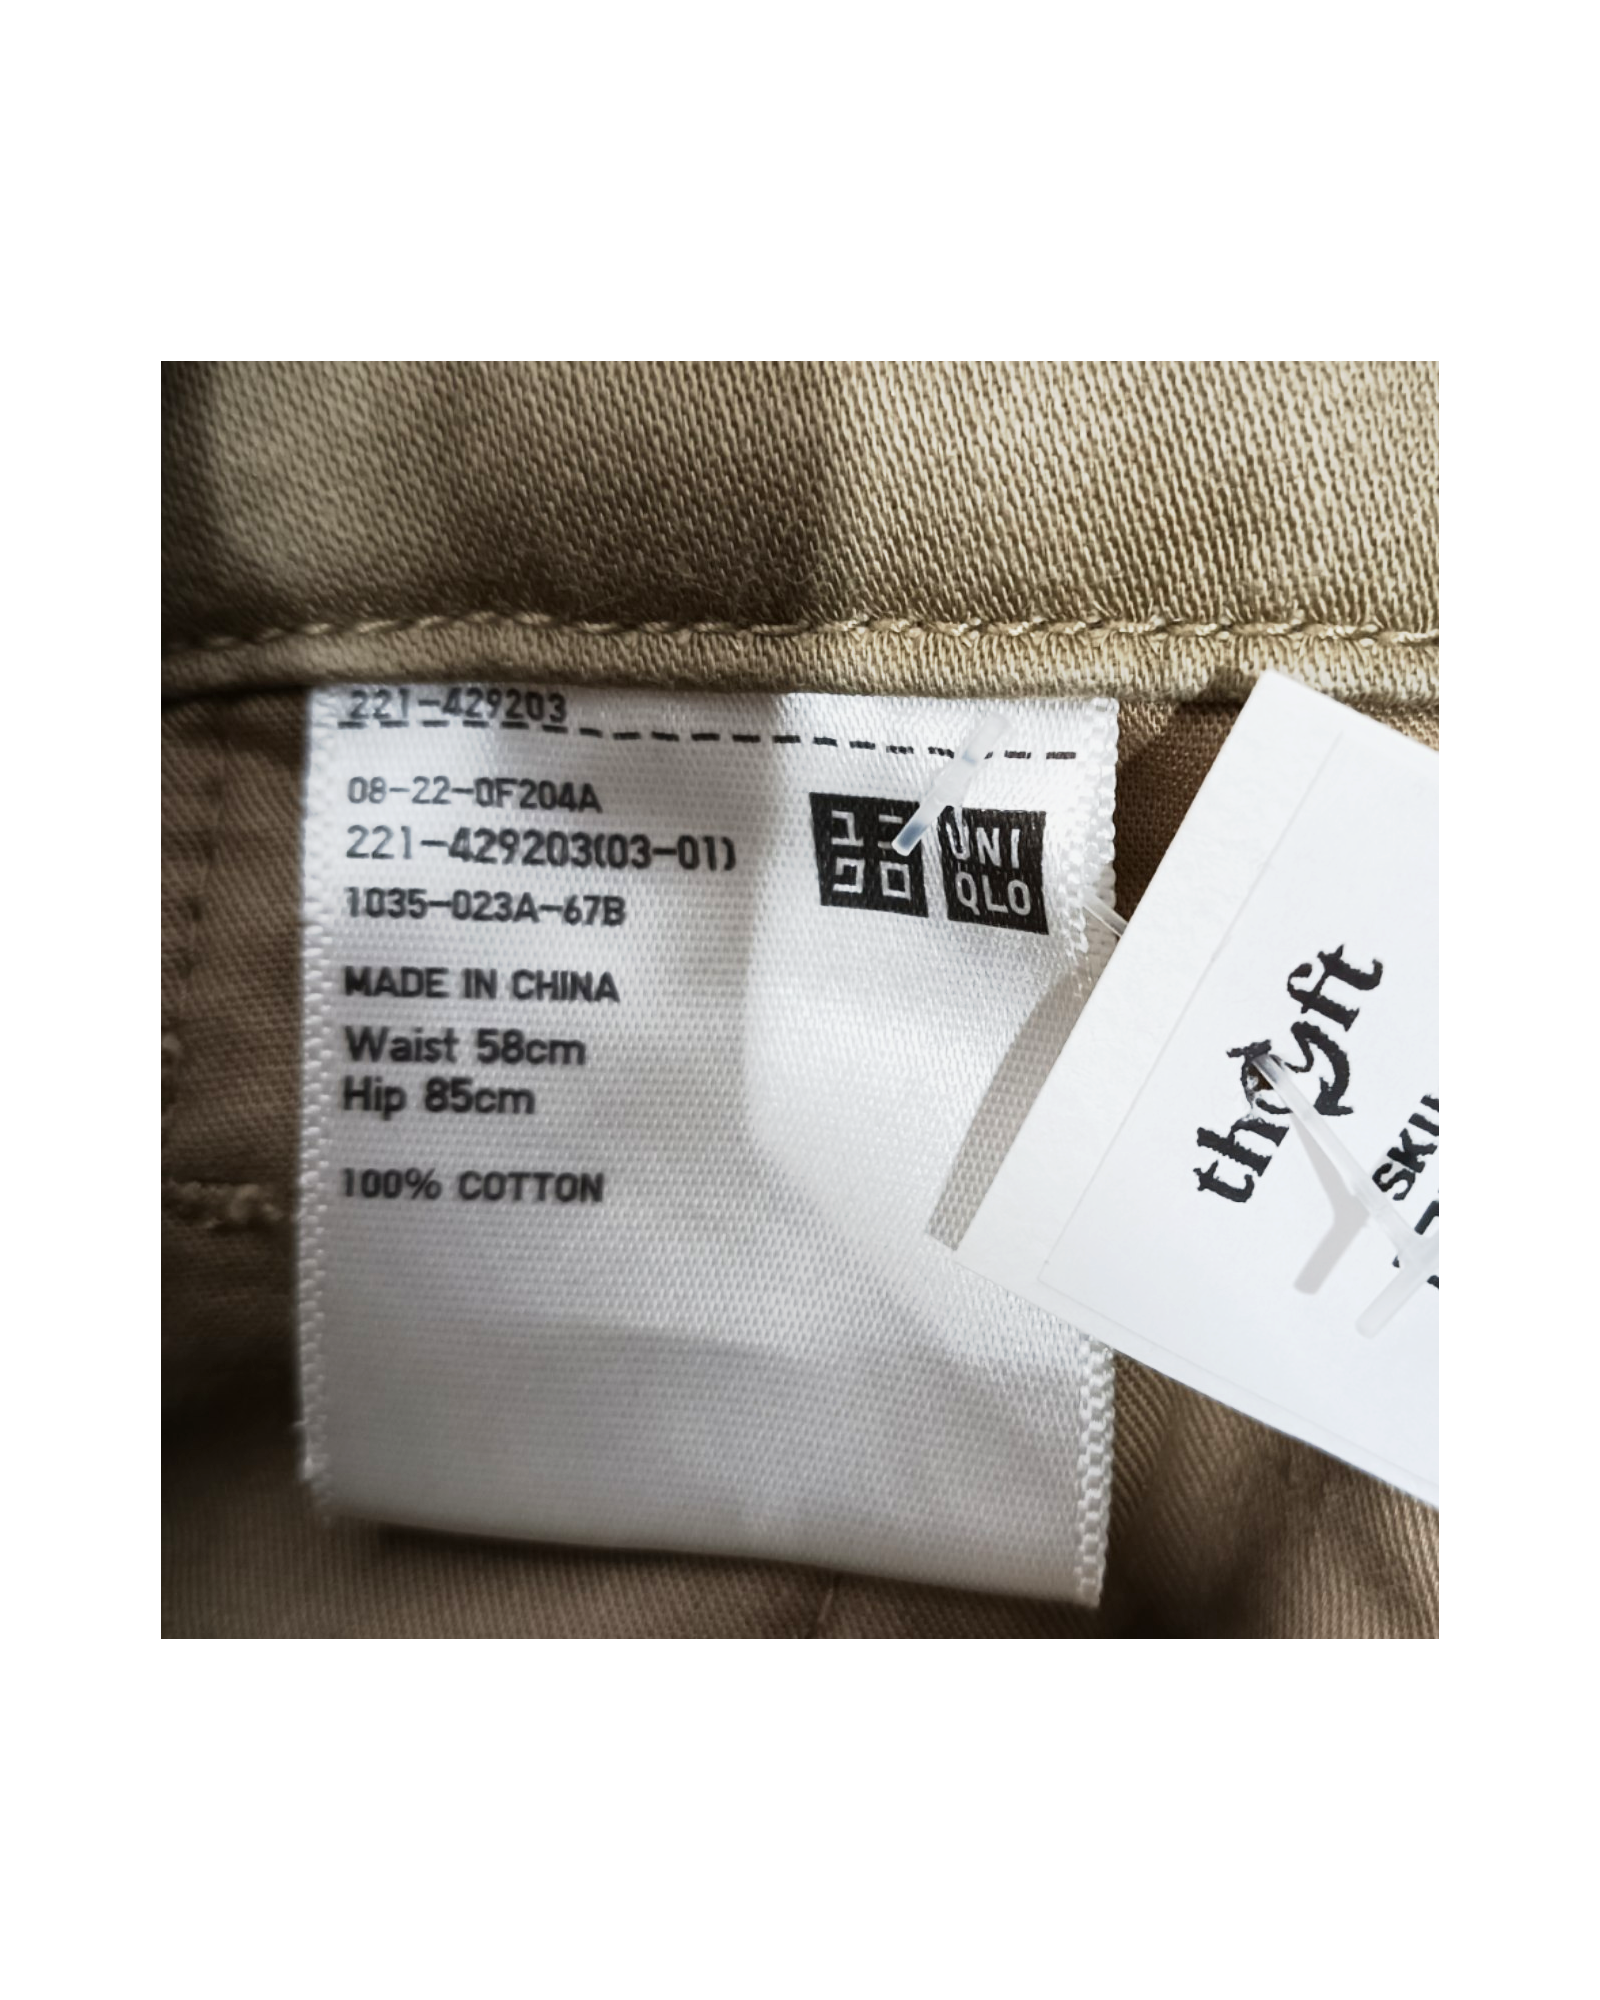 221-429203
08-22-0F204A
221-429203(03-01)
1035-023A-67B
MADE IN CHINA
Waist 58cm
Hip 85cm
100% COTTON
ユニ
クロ
UNI
QLO
thryft